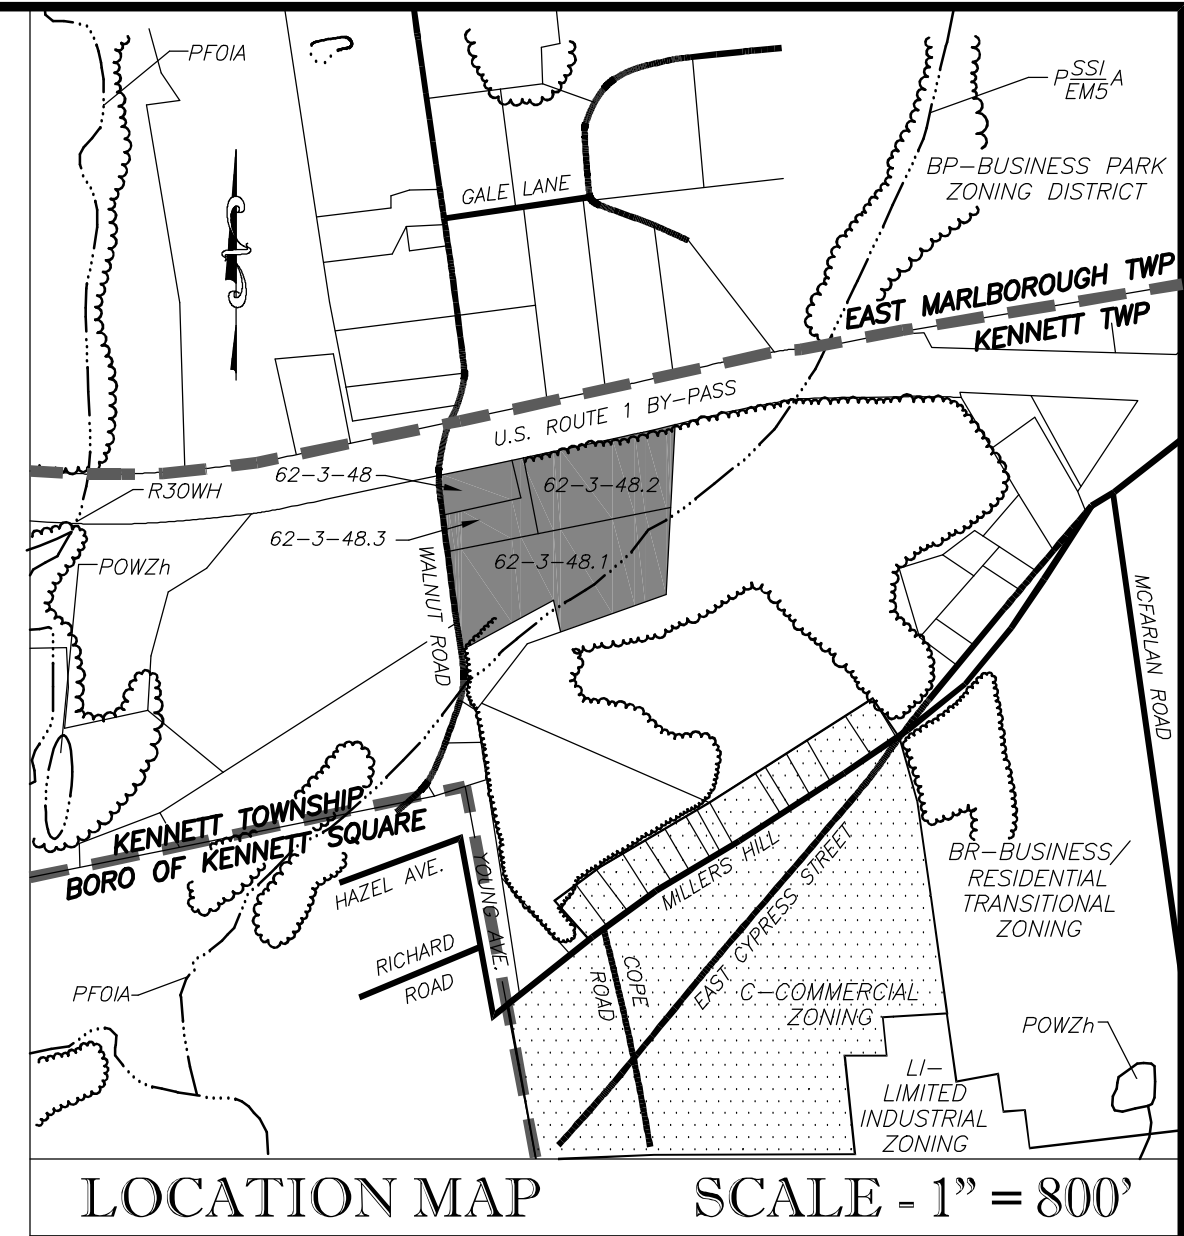 PF01A
P SSI A
EM5
BP-BUSINESS PARK
ZONING DISTRICT
GALE LANE
EAST MARLBOROUGH TWP
KENNETT TWP
U.S. ROUTE 1 BY-PASS
62-3-48
62-3-48.2
R30WH
62-3-48.3
62-3-48.1
POWZh
WALNUT ROAD
MCFARLAN ROAD
KENNETT TOWNSHIP
BORO OF KENNETT SQUARE
HAZEL AVE.
YOUNG AVE.
MILLERS HILL
EAST CYPRESS STREET
BR-BUSINESS/
RESIDENTIAL
TRANSITIONAL
ZONING
RICHARD
ROAD
COPE
ROAD
PF01A
C-COMMERCIAL
ZONING
POWZh
LI-
LIMITED
INDUSTRIAL
ZONING
LOCATION MAP
SCALE - 1" = 800'